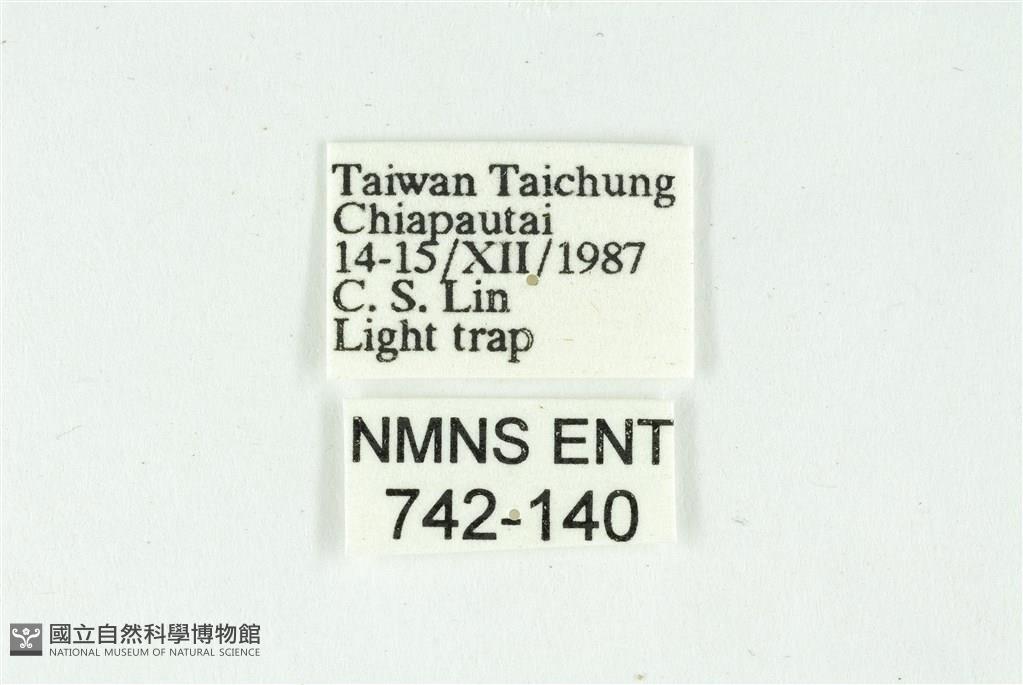 Taiwan Taichung
Chiapautai
14-15/XII/1987
C. S. Lin
Light trap
NMNS ENT
742-140
國立自然科學博物館
NATIONAL MUSEUM OF NATURAL SCIENCE